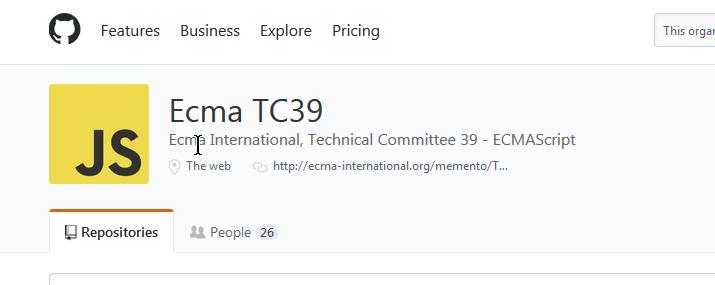 Features Business Explore Pricing
This organ
JS
Ecma TC39
Ecma International, Technical Committee 39 - ECMAScript
The web http://ecma-international.org/memento/T...
Repositories People 26